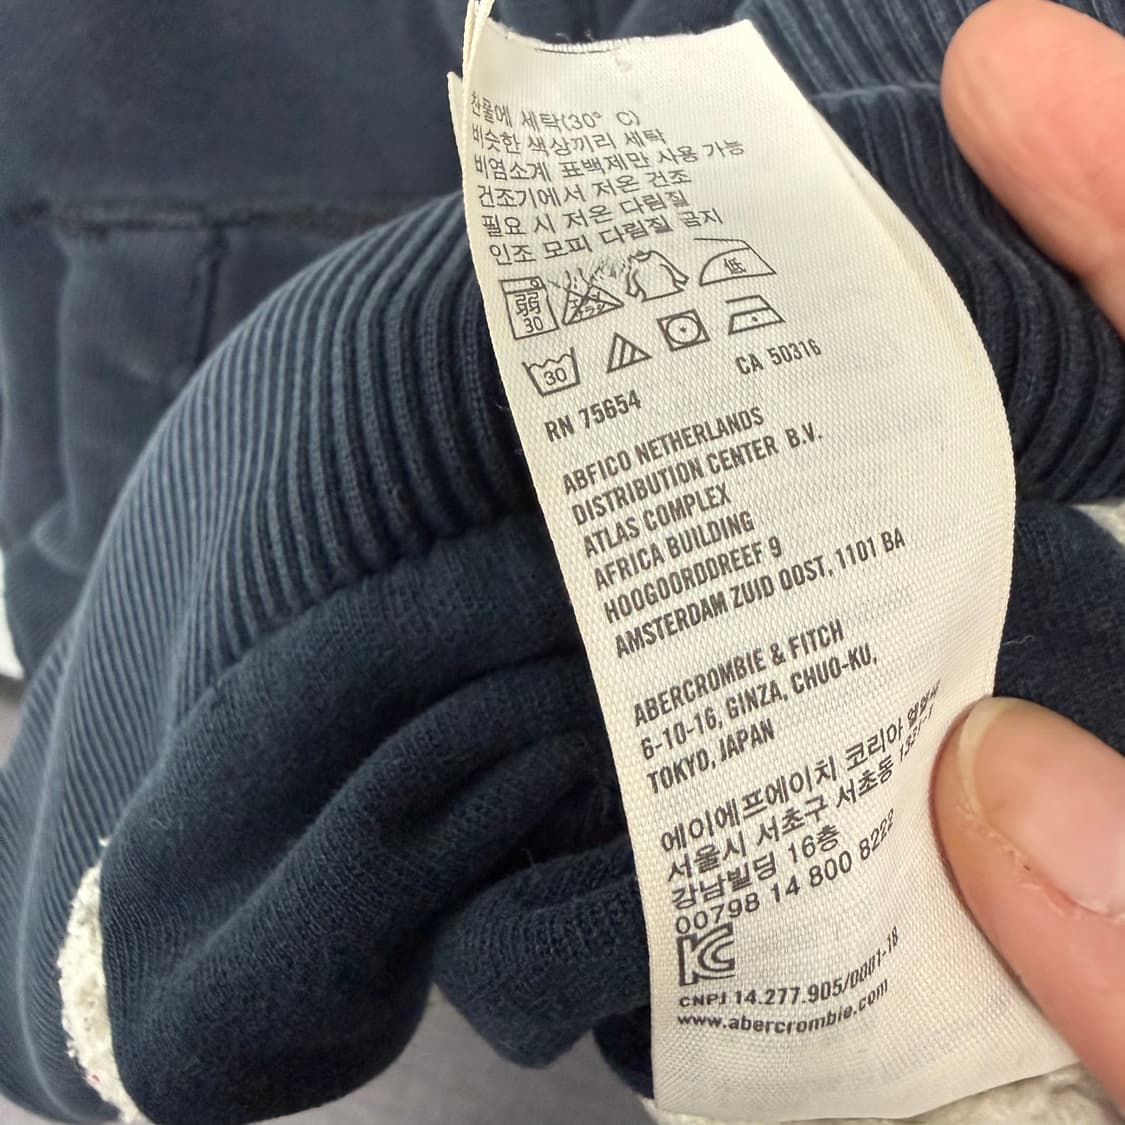 찬물에 세탁(30° C)
비슷한 색상끼리 세탁
비염소계 표백제만 사용 가능
건조기에서 저온 건조
필요 시 저온 다림질
인조 모피 다림질 금지
弱 30 低
30
CA 50316
RN 75654
ABFICO NETHERLANDS
DISTRIBUTION CENTER B.V.
ATLAS COMPLEX
AFRICA BUILDING
HOOGOORDDREEF 9
AMSTERDAM ZUID OOST, 1101 BA
ABERCROMBIE & FITCH
6-10-16, GINZA, CHUO-KU,
TOKYO, JAPAN
에이에프에이치 코리아
서울시 서초구 서초동
강남빌딩 16층
00798 14 800 8222
KC
CNPJ 14.277.905/0001-18
www.abercrombie.com